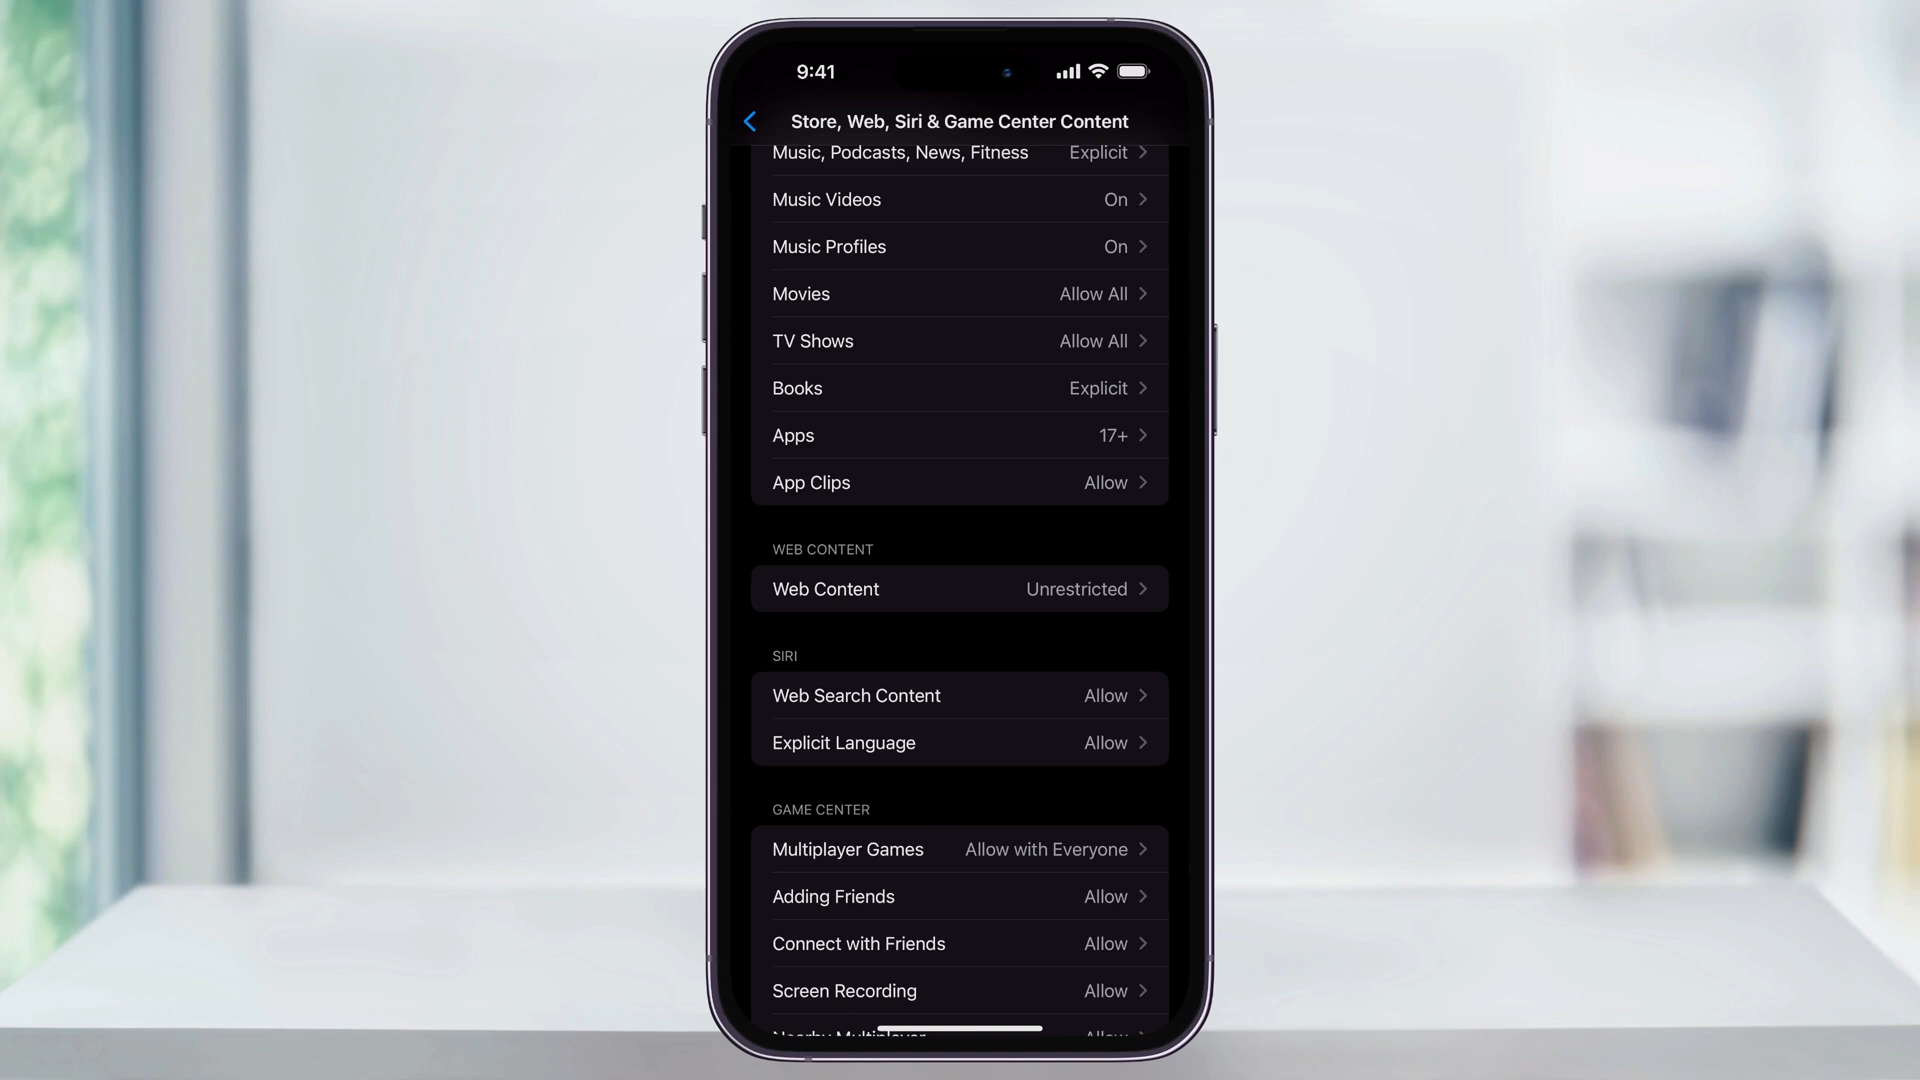 9:41
Store, Web, Siri & Game Center Content
Music, Podcasts, News, Fitness Explicit
Music Videos On
Music Profiles On
Movies Allow All
TV Shows Allow All
Books Explicit
Apps 17+
App Clips Allow
WEB CONTENT
Web Content Unrestricted
SIRI
Web Search Content Allow
Explicit Language Allow
GAME CENTER
Multiplayer Games Allow with Everyone
Adding Friends Allow
Connect with Friends Allow
Screen Recording Allow
Nearby Multiplayer Allow